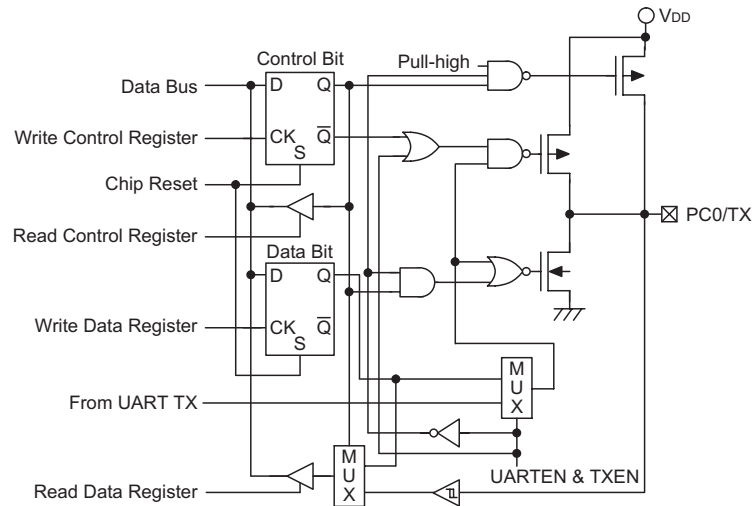 VDD
Control Bit
Pull-high
Data Bus
D
Q
Write Control Register
CK
Q
S
Chip Reset
PC0/TX
Read Control Register
Data Bit
D
Q
Write Data Register
CK
Q
S
M
U
X
From UART TX
M
U
X
UARTEN & TXEN
Read Data Register